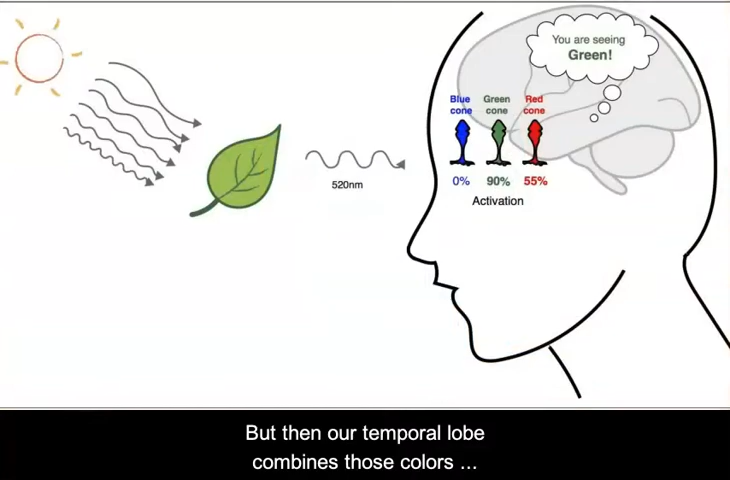 You are seeing
Green!
Blue
cone
Green
cone
Red
cone
0%
90%
55%
Activation
520nm
But then our temporal lobe
combines those colors ...